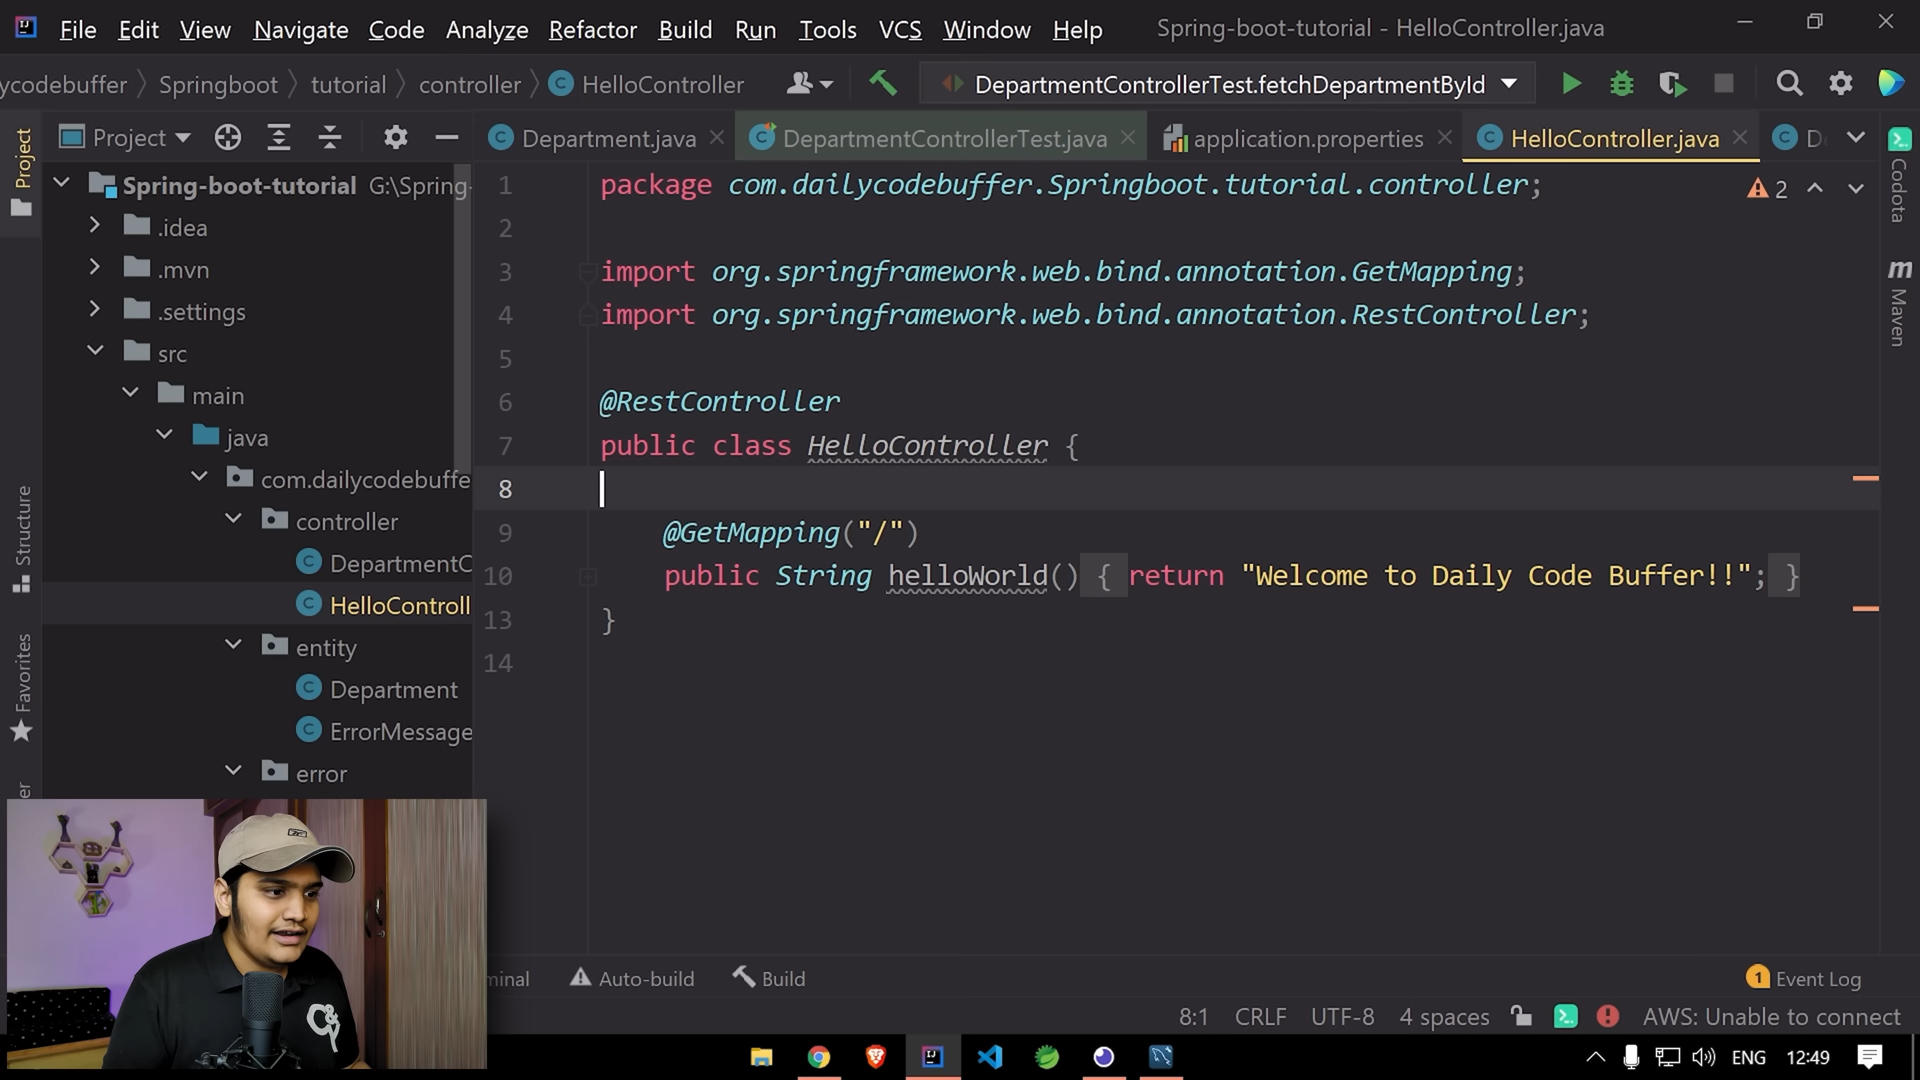 File Edit View Navigate Code Analyze Refactor Build Run Tools VCS Window Help Spring-boot-tutorial - HelloController.java
ycodebuffer Springboot tutorial controller HelloController DepartmentControllerTest.fetchDepartmentById
Project Department.java DepartmentControllerTest.java application.properties HelloController.java D
Project
Structure
Favorites
er
Spring-boot-tutorial G:\Spring-
.idea
.mvn
.settings
src
main
java
com.dailycodebuffe
controller
DepartmentC
HelloControll
entity
Department
ErrorMessage
error
1 package com.dailycodebuffer.Springboot.tutorial.controller;
2
3 import org.springframework.web.bind.annotation.GetMapping;
4 import org.springframework.web.bind.annotation.RestController;
5
6 @RestController
7 public class HelloController {
8
9 @GetMapping("/")
10 public String helloWorld() { return "Welcome to Daily Code Buffer!!"; }
13 }
14
2
Codota
Maven
minal Auto-build Build 1 Event Log
8:1 CRLF UTF-8 4 spaces AWS: Unable to connect
ENG 12:49